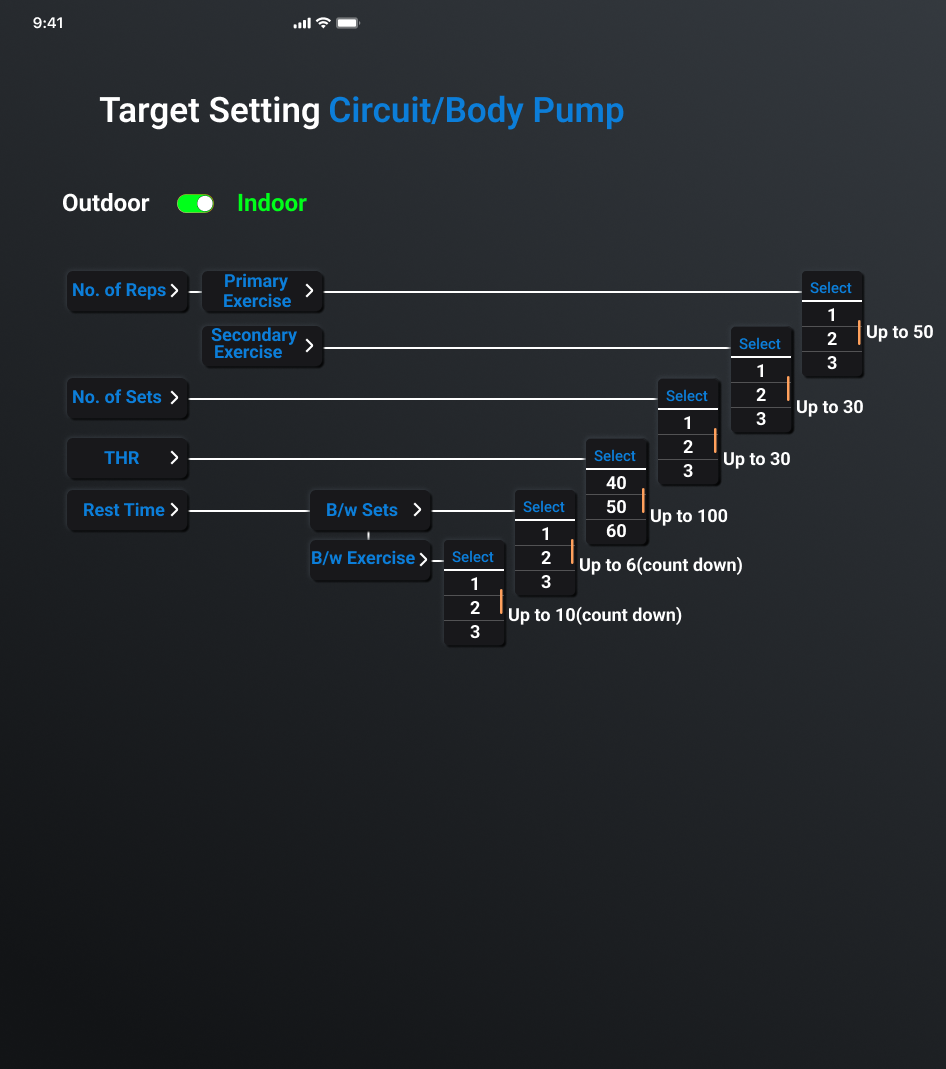 9:41
Target Setting Circuit/Body Pump
Outdoor
Indoor
No. of Reps
Primary
Exercise
Select
1
2
3
Up to 50
Secondary
Exercise
Select
1
2
3
Up to 30
No. of Sets
Select
1
2
3
Up to 30
THR
Select
40
50
60
Up to 100
Rest Time
B/w Sets
Select
1
2
3
Up to 6(count down)
B/w Exercise
Select
1
2
3
Up to 10(count down)